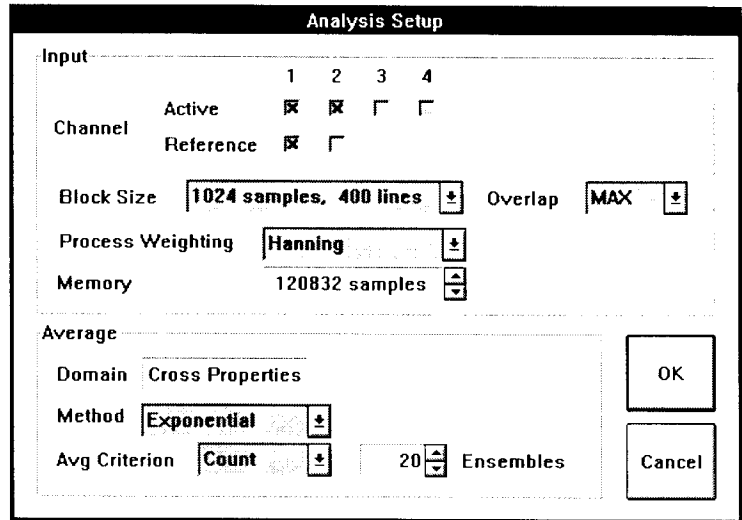 Analysis Setup
Input
1 2 3 4
Active
Channel
Reference
Block Size 1024 samples, 400 lines Overlap MAX
Process Weighting Hanning
Memory 120832 samples
Average
Domain Cross Properties
OK
Method Exponential
Avg Criterion Count 20 Ensembles
Cancel